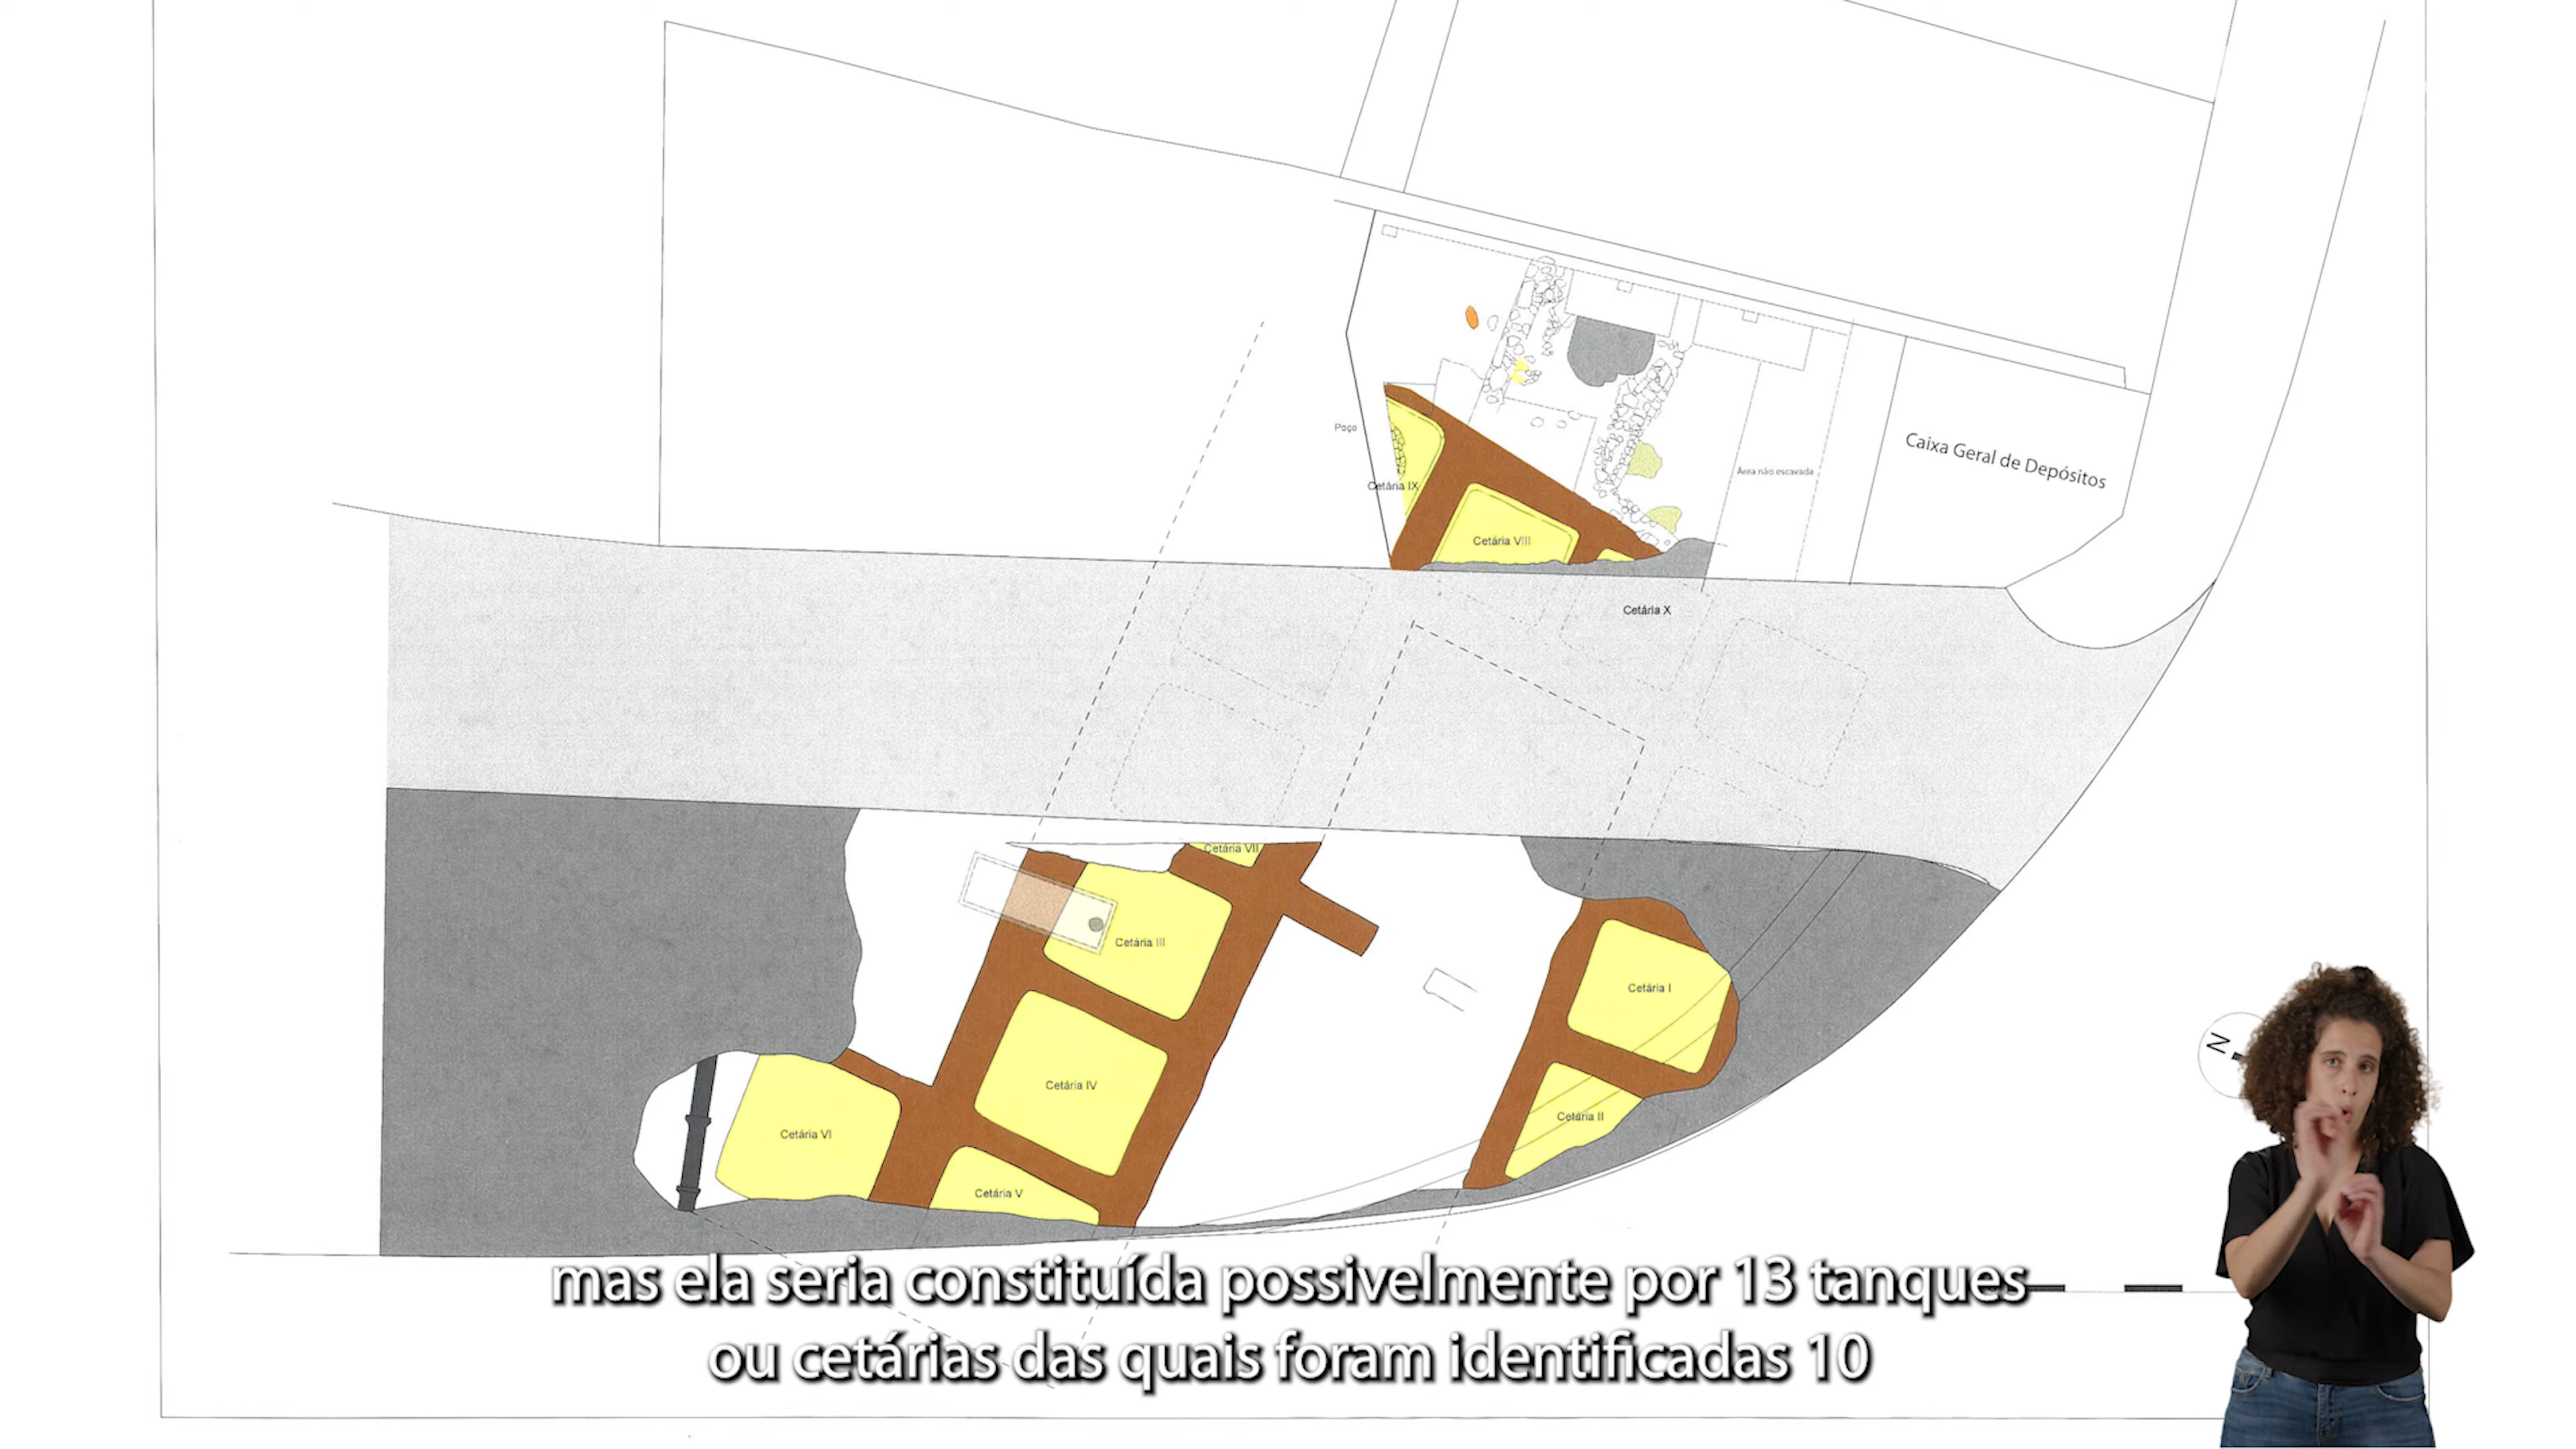 Caixa Geral de Depósitos
Poço
Área não escavada
Cetária IX
Cetária VIII
Cetária X
Cetária VII
Cetária III
Cetária I
Cetária IV
Cetária II
Cetária VI
Cetária V
N
mas ela seria constituída possivelmente por 13 tanques
ou cetárias das quais foram identificadas 10